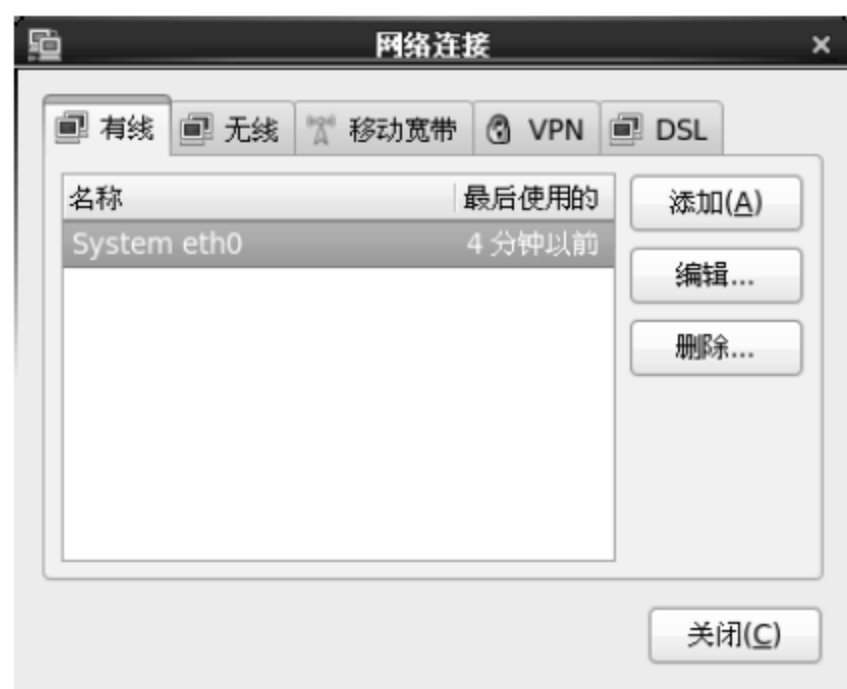 网络连接
有线 无线 移动宽带 VPN DSL
名称 最后使用的
System eth0 4 分钟以前
添加(A)
编辑...
删除...
关闭(C)